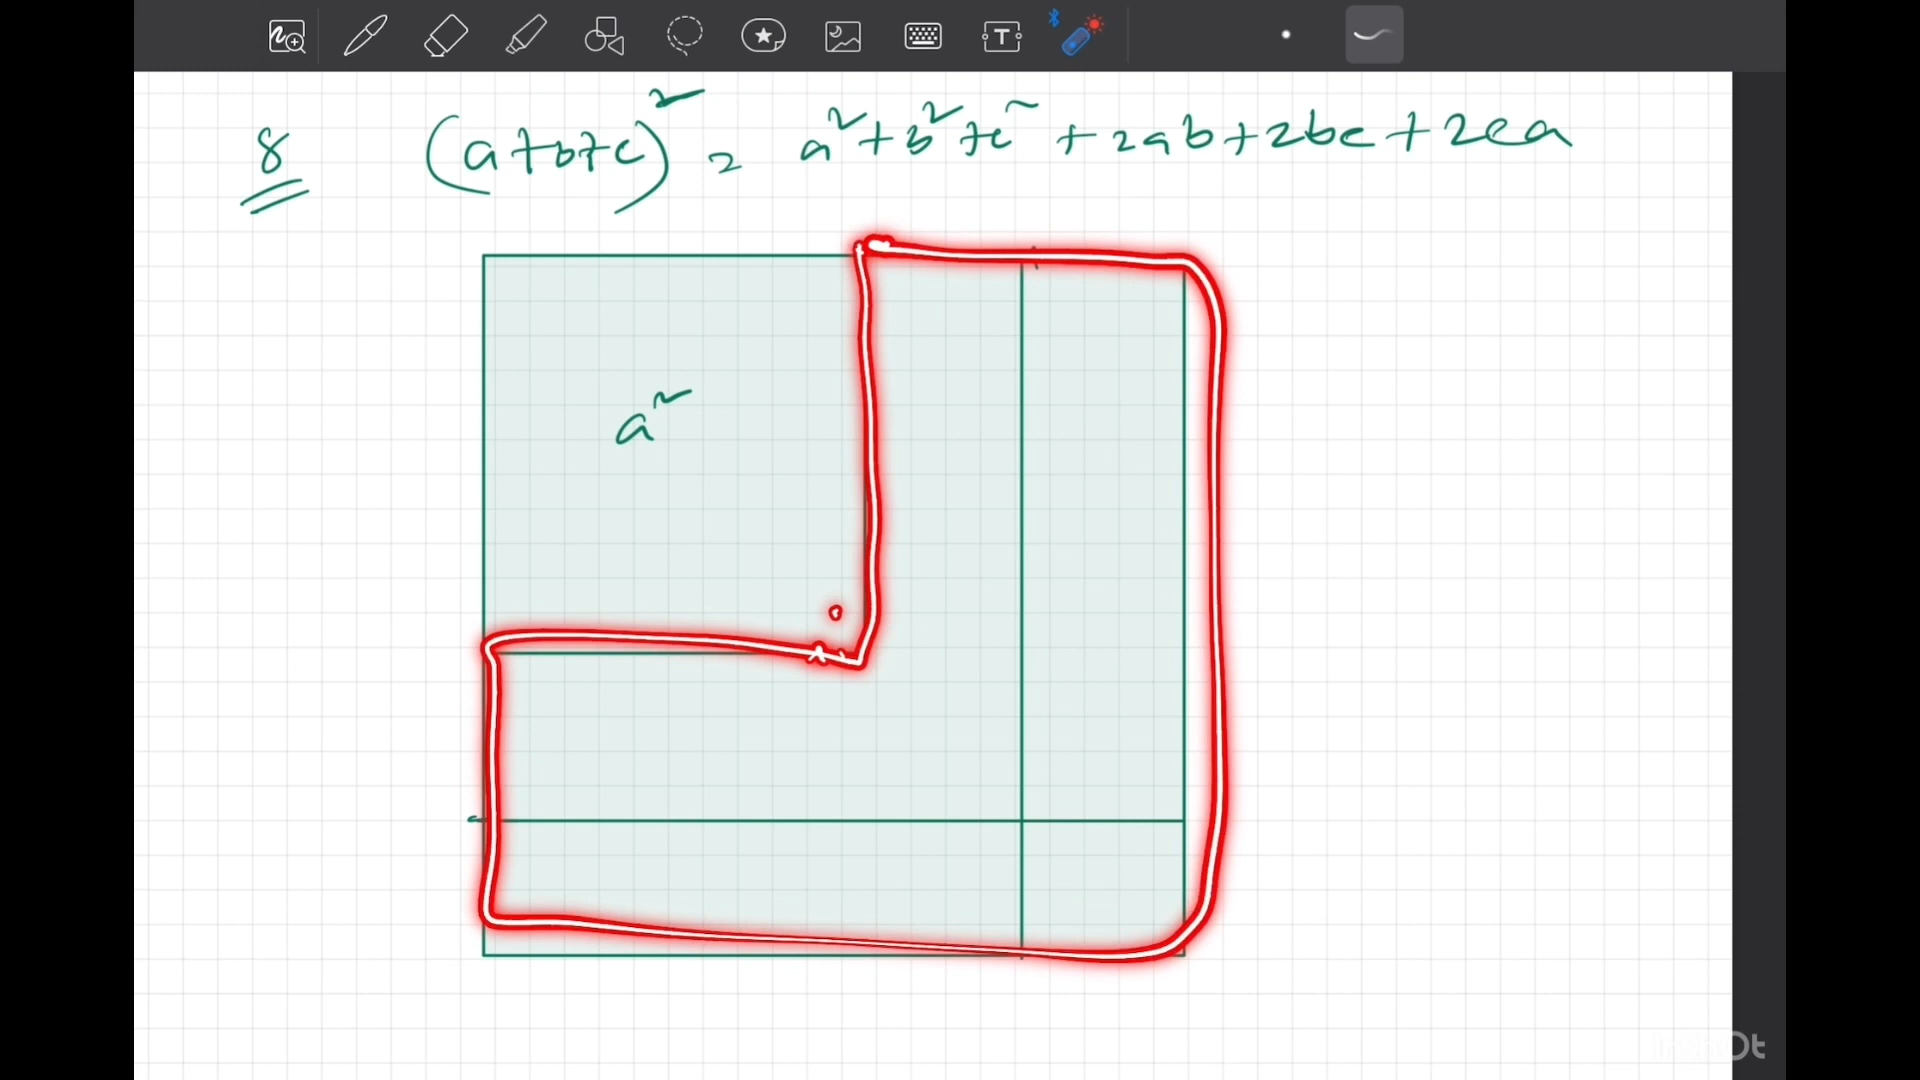 8 (a+b+c)² = a²+b²+c² + 2ab+2bc+2ca
a²